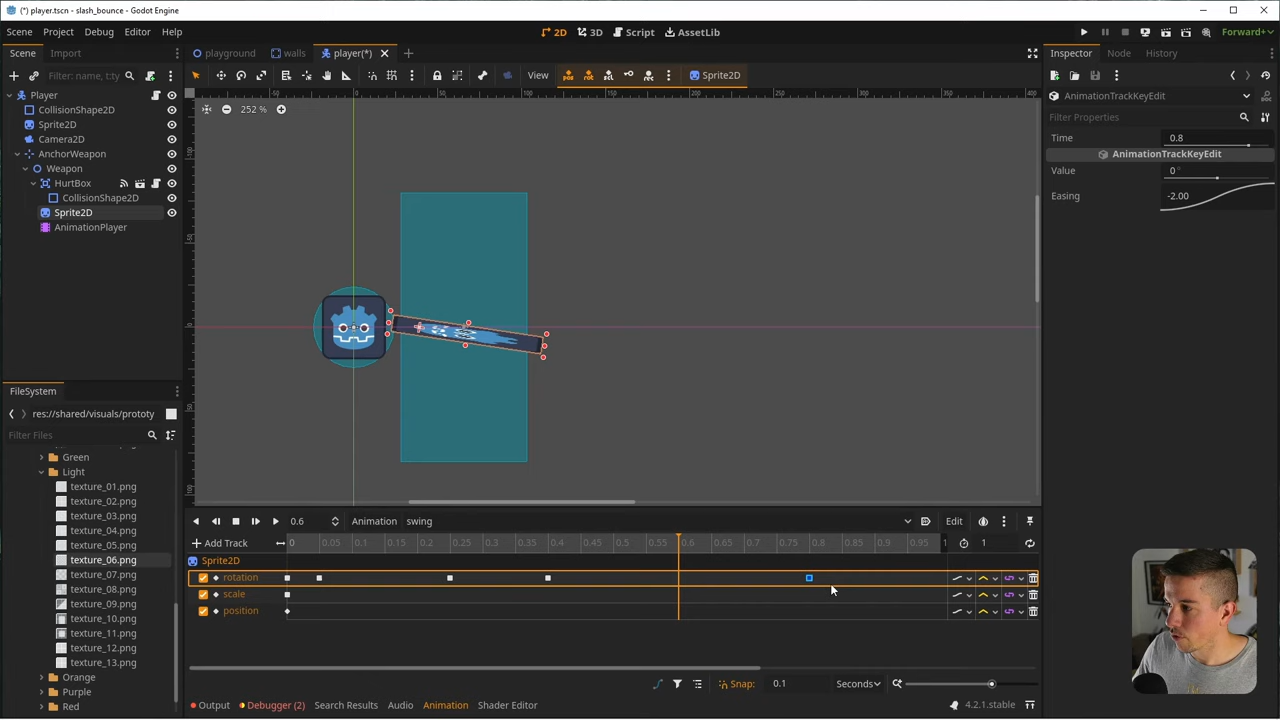 (*) player.tscn - slash_bounce - Godot Engine
Scene Project Debug Editor Help
2D 3D Script AssetLib
Forward+
Scene Import
playground walls player(*)
Inspector Node History
Filter: name, t:ty
View Sprite2D
Player
CollisionShape2D
Sprite2D
Camera2D
AnchorWeapon
Weapon
HurtBox
CollisionShape2D
Sprite2D
AnimationPlayer
252 %
AnimationTrackKeyEdit
Filter Properties
Time 0.8
AnimationTrackKeyEdit
Value 0°
Easing -2.00
FileSystem
res://shared/visuals/prototy
Filter Files
Green
Light
texture_01.png
texture_02.png
texture_03.png
texture_04.png
texture_05.png
texture_06.png
texture_07.png
texture_08.png
texture_09.png
texture_10.png
texture_11.png
texture_12.png
texture_13.png
Orange
Purple
Red
0.6 Animation swing Edit
Add Track 0 0.05 0.1 0.15 0.2 0.25 0.3 0.35 0.4 0.45 0.5 0.55 0.6 0.65 0.7 0.75 0.8 0.85 0.9 0.95 1 1
Sprite2D
rotation
scale
position
Snap: 0.1 Seconds
Output Debugger (2) Search Results Audio Animation Shader Editor
4.2.1.stable